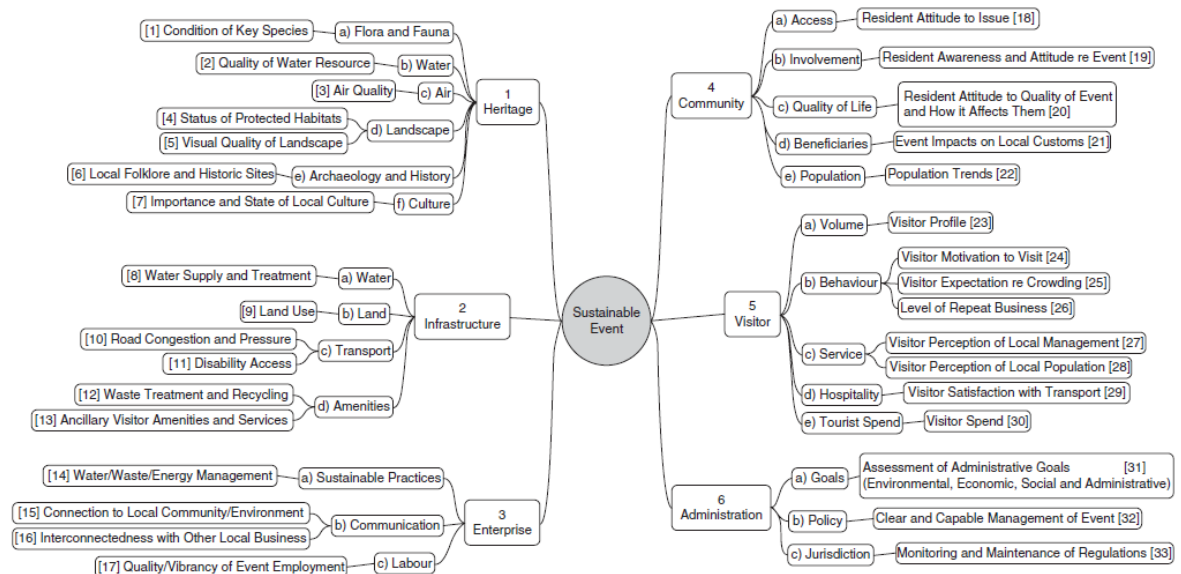 Sustainable
Event
1
Heritage
a) Flora and Fauna
[1] Condition of Key Species
b) Water
[2] Quality of Water Resource
c) Air
[3] Air Quality
d) Landscape
[4] Status of Protected Habitats
[5] Visual Quality of Landscape
e) Archaeology and History
[6] Local Folklore and Historic Sites
f) Culture
[7] Importance and State of Local Culture
2
Infrastructure
a) Water
[8] Water Supply and Treatment
b) Land
[9] Land Use
c) Transport
[10] Road Congestion and Pressure
[11] Disability Access
d) Amenities
[12] Waste Treatment and Recycling
[13] Ancillary Visitor Amenities and Services
3
Enterprise
a) Sustainable Practices
[14] Water/Waste/Energy Management
b) Communication
[15] Connection to Local Community/Environment
[16] Interconnectedness with Other Local Business
c) Labour
[17] Quality/Vibrancy of Event Employment
4
Community
a) Access
Resident Attitude to Issue [18]
b) Involvement
Resident Awareness and Attitude re Event [19]
c) Quality of Life
Resident Attitude to Quality of Event
and How it Affects Them [20]
d) Beneficiaries
Event Impacts on Local Customs [21]
e) Population
Population Trends [22]
5
Visitor
a) Volume
Visitor Profile [23]
b) Behaviour
Visitor Motivation to Visit [24]
Visitor Expectation re Crowding [25]
Level of Repeat Business [26]
c) Service
Visitor Perception of Local Management [27]
Visitor Perception of Local Population [28]
d) Hospitality
Visitor Satisfaction with Transport [29]
e) Tourist Spend
Visitor Spend [30]
6
Administration
a) Goals
Assessment of Administrative Goals [31]
(Environmental, Economic, Social and Administrative)
b) Policy
Clear and Capable Management of Event [32]
c) Jurisdiction
Monitoring and Maintenance of Regulations [33]